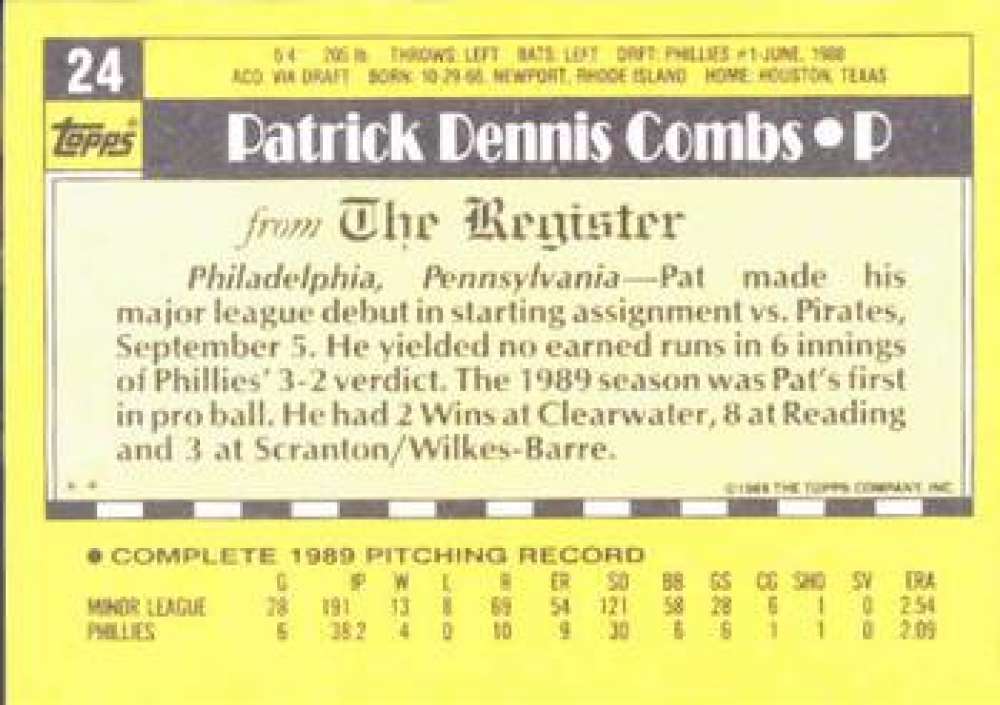 24
6 4 205 lb THROWS: LEFT BATS: LEFT DRFT: PHILLIES #1-JUNE, 1988
ACQ: VIA DRAFT BORN: 10-29-66, NEWPORT, RHODE ISLAND HOME: HOUSTON, TEXAS
topps®
Patrick Dennis Combs • P
from The Register
Philadelphia, Pennsylvania—Pat made his
major league debut in starting assignment vs. Pirates,
September 5. He yielded no earned runs in 6 innings
of Phillies' 3-2 verdict. The 1989 season was Pat's first
in pro ball. He had 2 Wins at Clearwater, 8 at Reading
and 3 at Scranton/Wilkes-Barre.
* * © 1989 THE TOPPS COMPANY, INC.
• COMPLETE 1989 PITCHING RECORD
G IP W L R ER SO BB GS CG SHO SV ERA
MINOR LEAGUE 28 191 13 8 69 54 121 58 28 6 1 0 2.54
PHILLIES 6 38.2 4 0 10 9 30 6 6 1 1 0 2.09